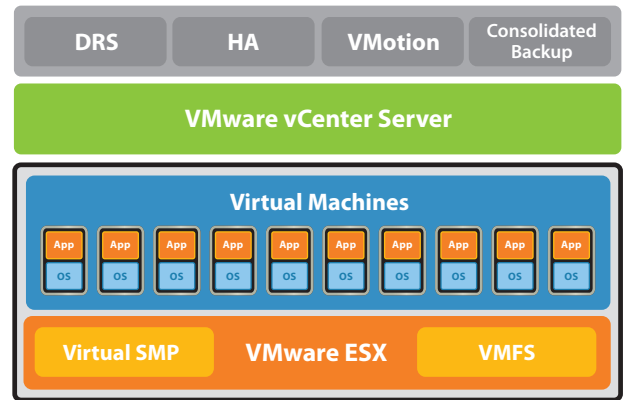 DRS
HA
VMotion
Consolidated
Backup
VMware vCenter Server
Virtual Machines
App App App App App App App App App App
OS OS OS OS OS OS OS OS OS OS
Virtual SMP
VMware ESX
VMFS